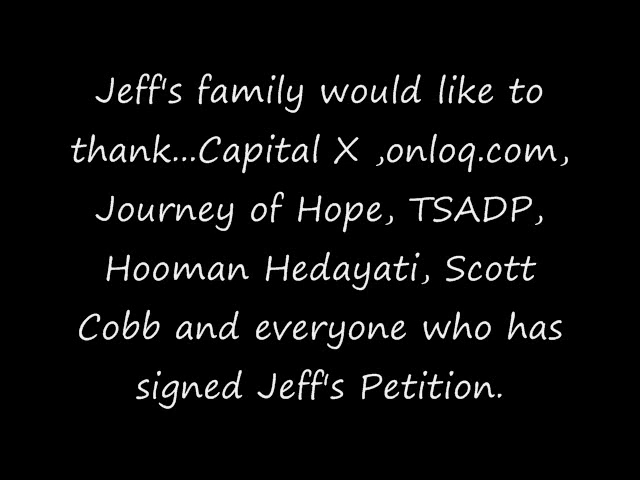 Jeff's family would like to
thank...Capital X ,onloq.com,
Journey of Hope, TSADP,
Hooman Hedayati, Scott
Cobb and everyone who has
signed Jeff's Petition.